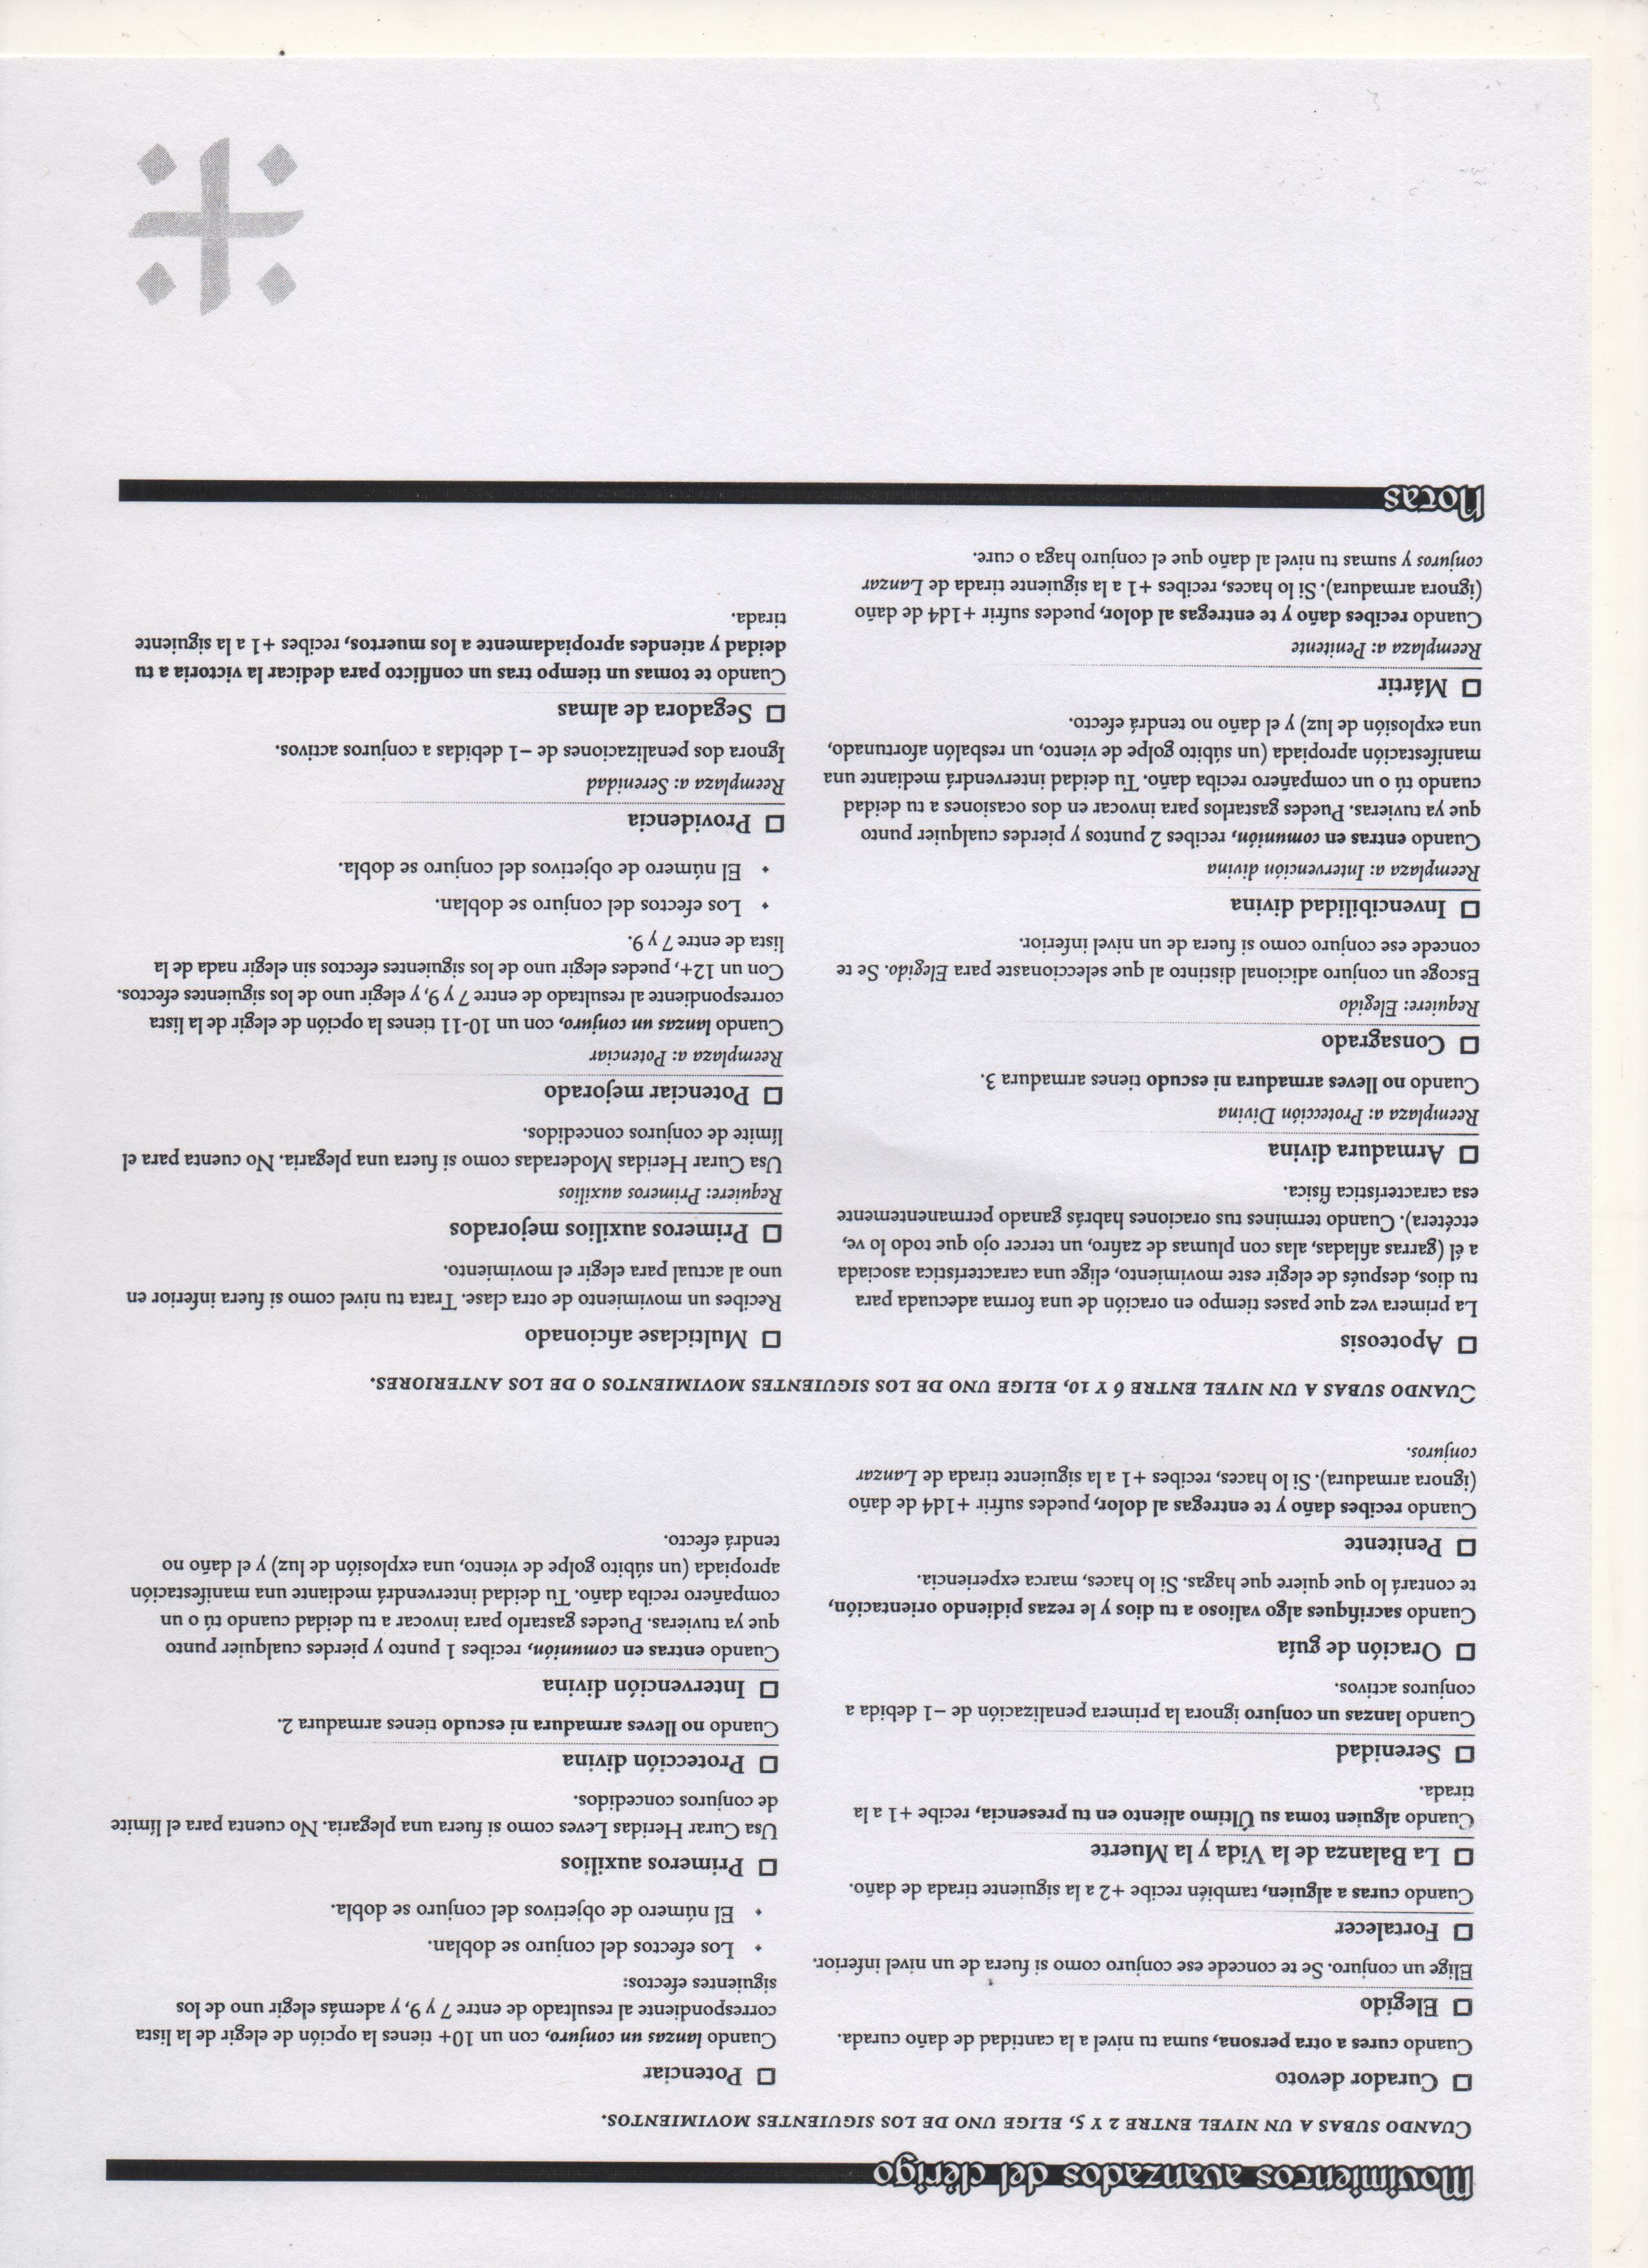 Movimientos avanzados del clérigo
Cuando subas a un nivel entre 2 y 5, elige uno de los siguientes movimientos.
Curador devoto
Cuando cures a otra persona, suma tu nivel a la cantidad de daño curada.
Elegido
Elige un conjuro. Se te concede ese conjuro como si fuera de un nivel inferior.
Fortalecer
Cuando curas a alguien, también recibe +2 a la siguiente tirada de daño.
La Balanza de la Vida y la Muerte
Cuando alguien toma su Último aliento en tu presencia, recibe +1 a la
tirada.
Serenidad
Cuando lanzas un conjuro ignora la primera penalización de −1 debida a
conjuros activos.
Oración de guía
Cuando sacrifiques algo valioso a tu dios y le rezas pidiendo orientación,
te contará lo que quiere que hagas. Si lo haces, marca experiencia.
Penitente
Cuando recibes daño y te entregas al dolor, puedes sufrir +1d4 de daño
(ignora armadura). Si lo haces, recibes +1 a la siguiente tirada de Lanzar
conjuros.
Potenciar
Cuando lanzas un conjuro, con un 10+ tienes la opción de elegir de la lista
correspondiente al resultado de entre 7 y 9, y además elegir uno de los
siguientes efectos:
Los efectos del conjuro se doblan.
El número de objetivos del conjuro se dobla.
Primeros auxilios
Usa Curar Heridas Leves como si fuera una plegaria. No cuenta para el límite
de conjuros concedidos.
Protección divina
Cuando no lleves armadura ni escudo tienes armadura 2.
Intervención divina
Cuando entras en comunión, recibes 1 punto y pierdes cualquier punto
que ya tuvieras. Puedes gastarlo para invocar a tu deidad cuando tú o un
compañero reciba daño. Tu deidad intervendrá mediante una manifestación
apropiada (un súbito golpe de viento, una explosión de luz) y el daño no
tendrá efecto.
Cuando subas a un nivel entre 6 y 10, elige uno de los siguientes movimientos o de los anteriores.
Apoteosis
La primera vez que pases tiempo en oración de una forma adecuada para
tu dios, después de elegir este movimiento, elige una característica asociada
a él (garras afiladas, alas con plumas de zafiro, un tercer ojo que todo lo ve,
etcétera). Cuando termines tus oraciones habrás ganado permanentemente
esa característica física.
Armadura divina
Reemplaza a: Protección Divina
Cuando no lleves armadura ni escudo tienes armadura 3.
Consagrado
Requiere: Elegido
Escoge un conjuro adicional distinto al que seleccionaste para Elegido. Se te
concede ese conjuro como si fuera de un nivel inferior.
Invencibilidad divina
Reemplaza a: Intervención divina
Cuando entras en comunión, recibes 2 puntos y pierdes cualquier punto
que ya tuvieras. Puedes gastarlos para invocar en dos ocasiones a tu deidad
cuando tú o un compañero reciba daño. Tu deidad intervendrá mediante una
manifestación apropiada (un súbito golpe de viento, un resbalón afortunado,
una explosión de luz) y el daño no tendrá efecto.
Mártir
Reemplaza a: Penitente
Cuando recibes daño y te entregas al dolor, puedes sufrir +1d4 de daño
(ignora armadura). Si lo haces, recibes +1 a la siguiente tirada de Lanzar
conjuros y sumas tu nivel al daño que el conjuro haga o cure.
Multiclase aficionado
Recibes un movimiento de otra clase. Trata tu nivel como si fuera inferior en
uno al actual para elegir el movimiento.
Primeros auxilios mejorados
Requiere: Primeros auxilios
Usa Curar Heridas Moderadas como si fuera una plegaria. No cuenta para el
límite de conjuros concedidos.
Potenciar mejorado
Reemplaza a: Potenciar
Cuando lanzas un conjuro, con un 10-11 tienes la opción de elegir de la lista
correspondiente al resultado de entre 7 y 9, y elegir uno de los siguientes efectos.
Con un 12+, puedes elegir uno de los siguientes efectos sin elegir nada de la
lista de entre 7 y 9.
Los efectos del conjuro se doblan.
El número de objetivos del conjuro se dobla.
Providencia
Reemplaza a: Serenidad
Ignora dos penalizaciones de −1 debidas a conjuros activos.
Segadora de almas
Cuando te tomas un tiempo tras un conflicto para dedicar la victoria a tu
deidad y atiendes apropiadamente a los muertos, recibes +1 a la siguiente
tirada.
Notas